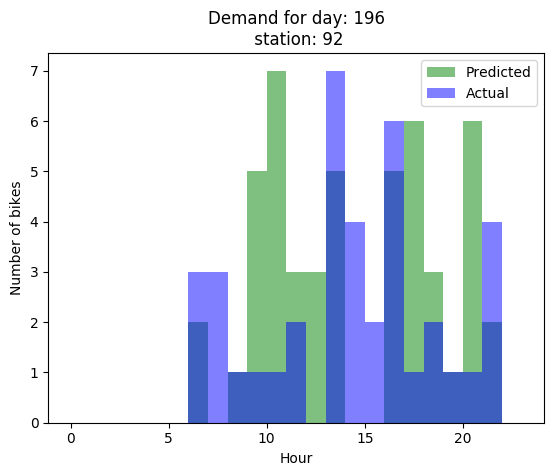 Demand for day: 196
station: 92
Predicted
Actual
Number of bikes
7
6
5
4
3
2
1
0
0
5
10
15
20
Hour